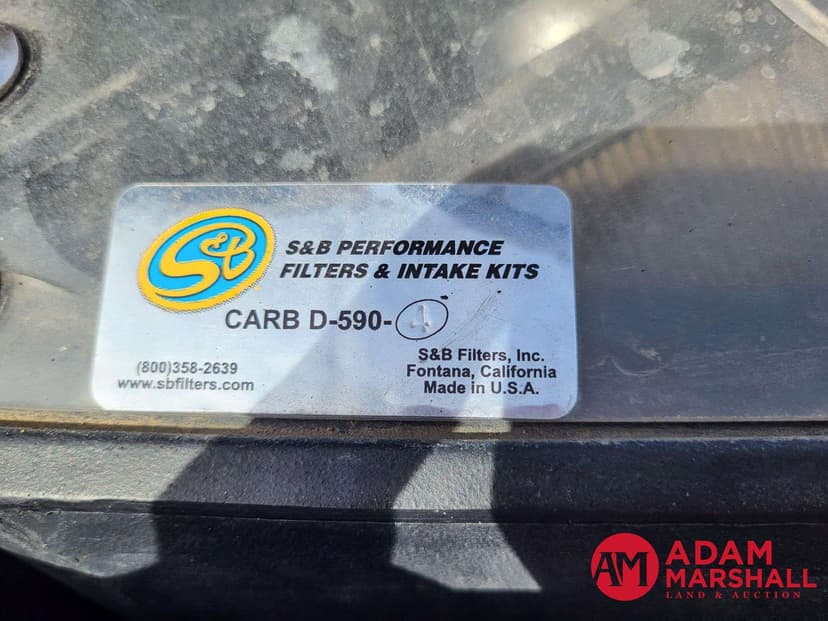 S&B
S&B PERFORMANCE
FILTERS & INTAKE KITS
CARB D-590-4
(800)358-2639
www.sbfilters.com
S&B Filters, Inc.
Fontana, California
Made in U.S.A.
AM
ADAM
MARSHALL
LAND & AUCTION